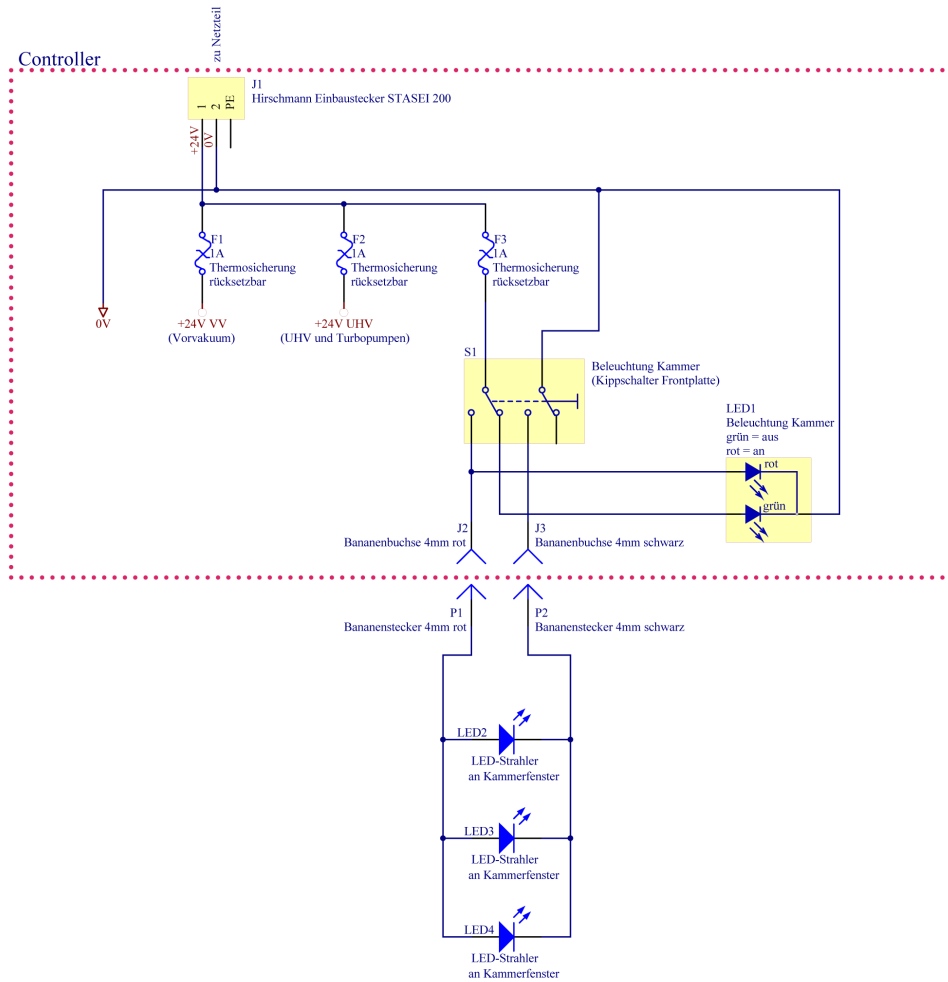 zu Netzteil
Controller
J1
Hirschmann Einbaustecker STASEI 200
1
2
PE
+24V
0V
F1
1A
Thermosicherung
rücksetzbar
F2
1A
Thermosicherung
rücksetzbar
F3
1A
Thermosicherung
rücksetzbar
0V
+24V VV
(Vorvakuum)
+24V UHV
(UHV und Turbopumpen)
S1
Beleuchtung Kammer
(Kippschalter Frontplatte)
LED1
Beleuchtung Kammer
grün = aus
rot = an
rot
grün
J2
Bananenbuchse 4mm rot
J3
Bananenbuchse 4mm schwarz
P1
Bananenstecker 4mm rot
P2
Bananenstecker 4mm schwarz
LED2
LED-Strahler
an Kammerfenster
LED3
LED-Strahler
an Kammerfenster
LED4
LED-Strahler
an Kammerfenster